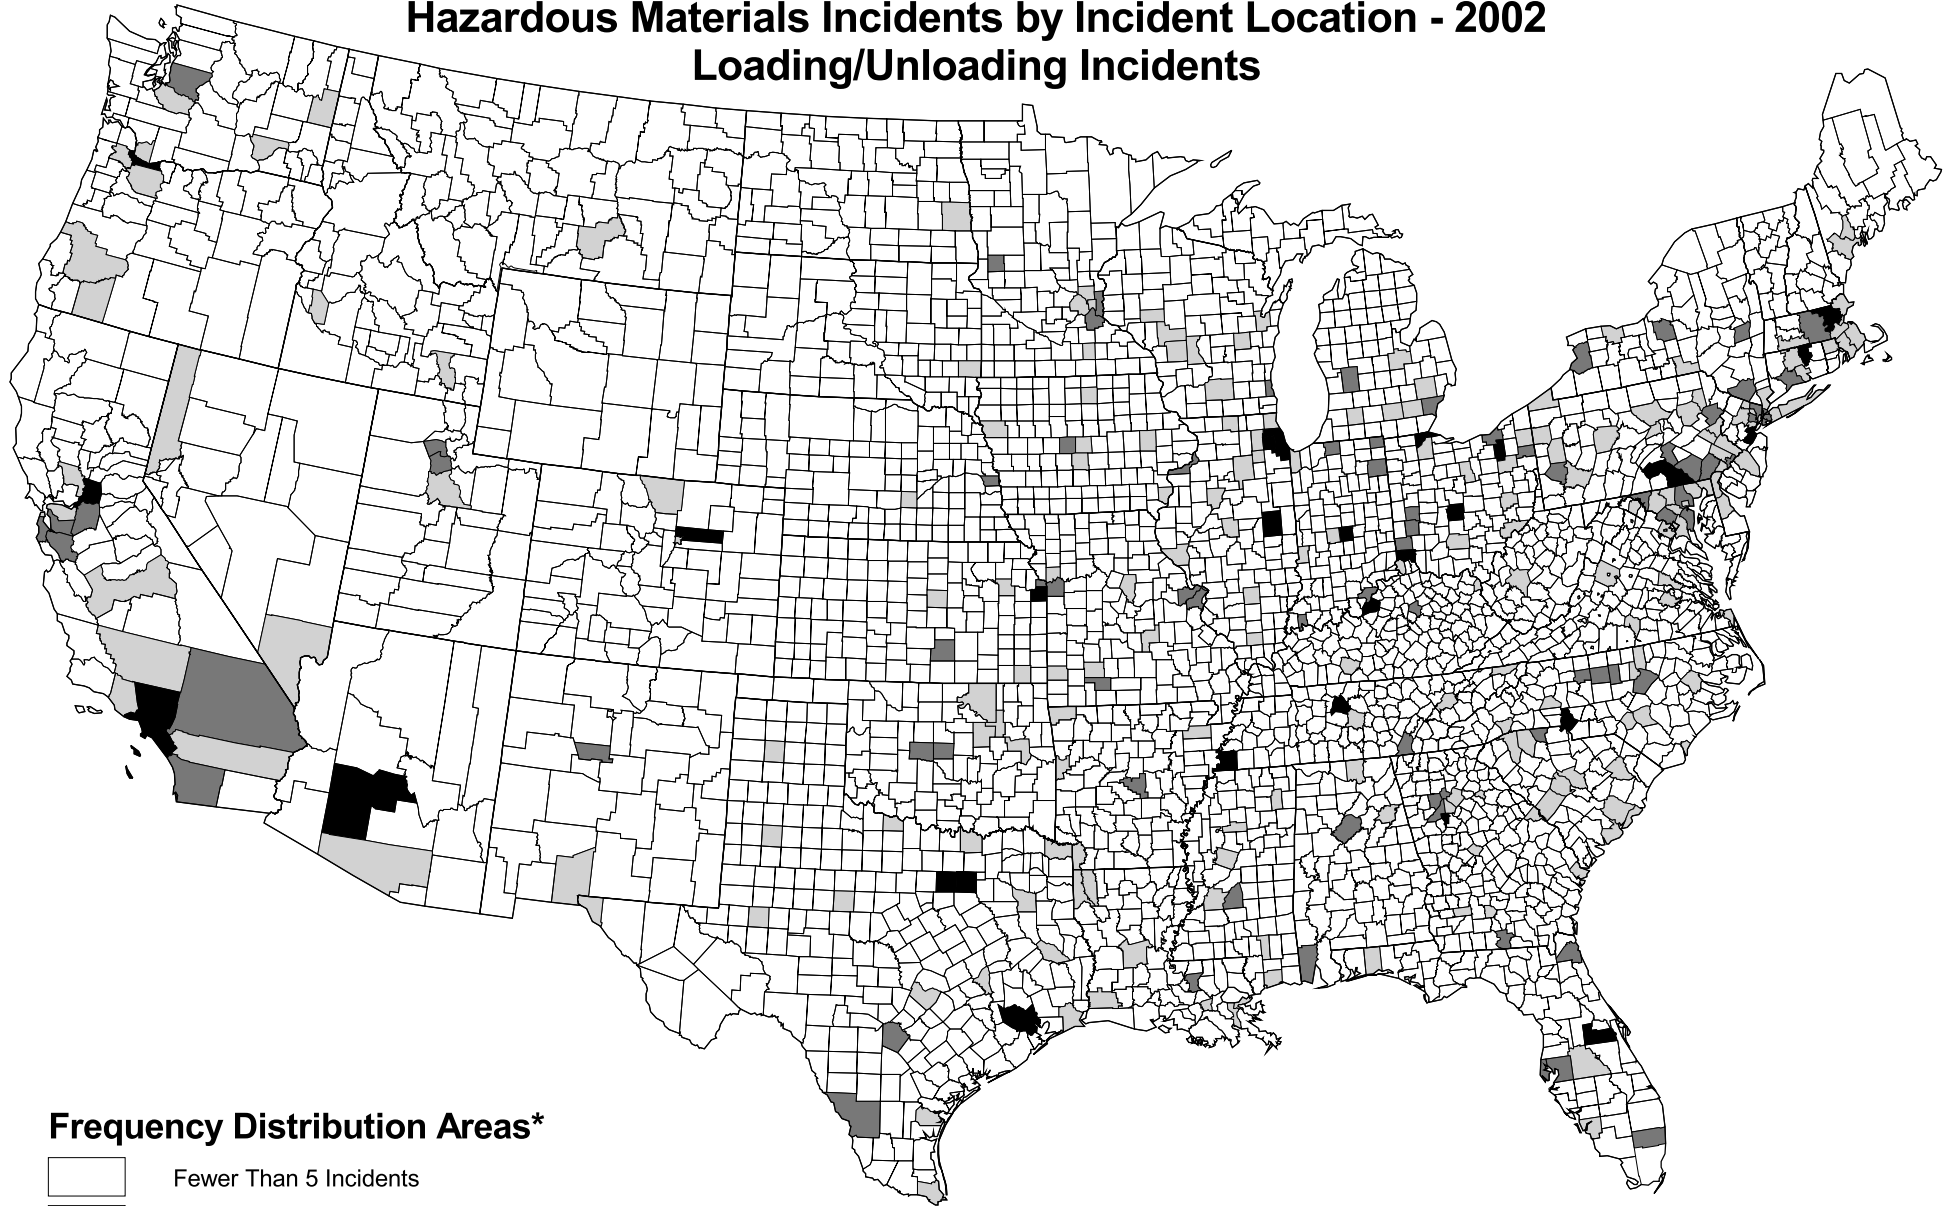 Hazardous Materials Incidents by Incident Location - 2002
Loading/Unloading Incidents
Frequency Distribution Areas*
Fewer Than 5 Incidents